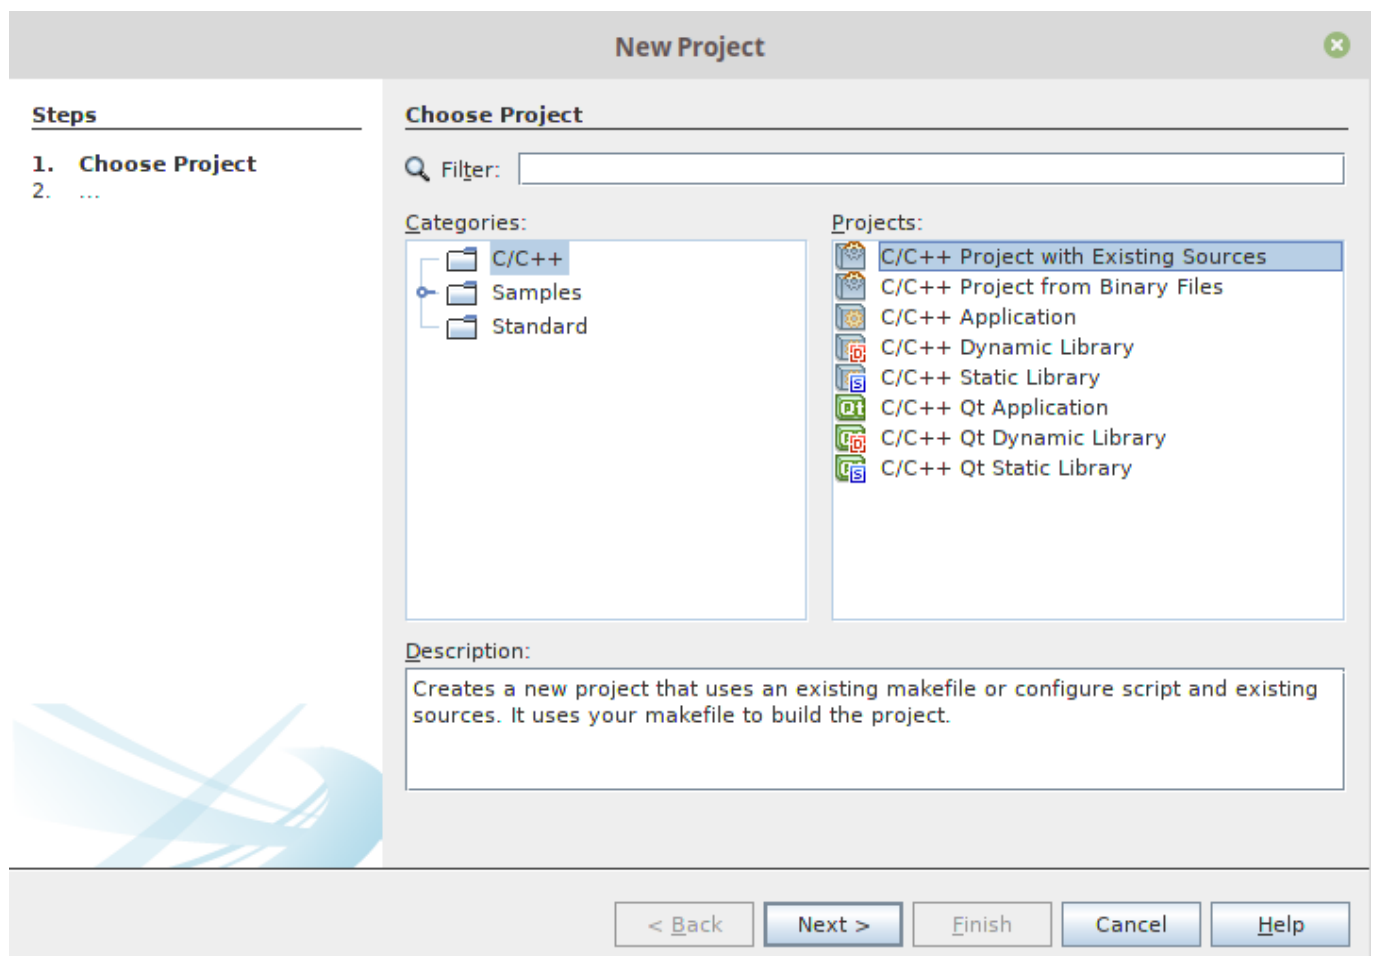 New Project
Steps
1. Choose Project
2. ...
Choose Project
Filter:
Categories:
C/C++
Samples
Standard
Projects:
C/C++ Project with Existing Sources
C/C++ Project from Binary Files
C/C++ Application
C/C++ Dynamic Library
C/C++ Static Library
C/C++ Qt Application
C/C++ Qt Dynamic Library
C/C++ Qt Static Library
Description:
Creates a new project that uses an existing makefile or configure script and existing
sources. It uses your makefile to build the project.
< Back Next > Finish Cancel Help